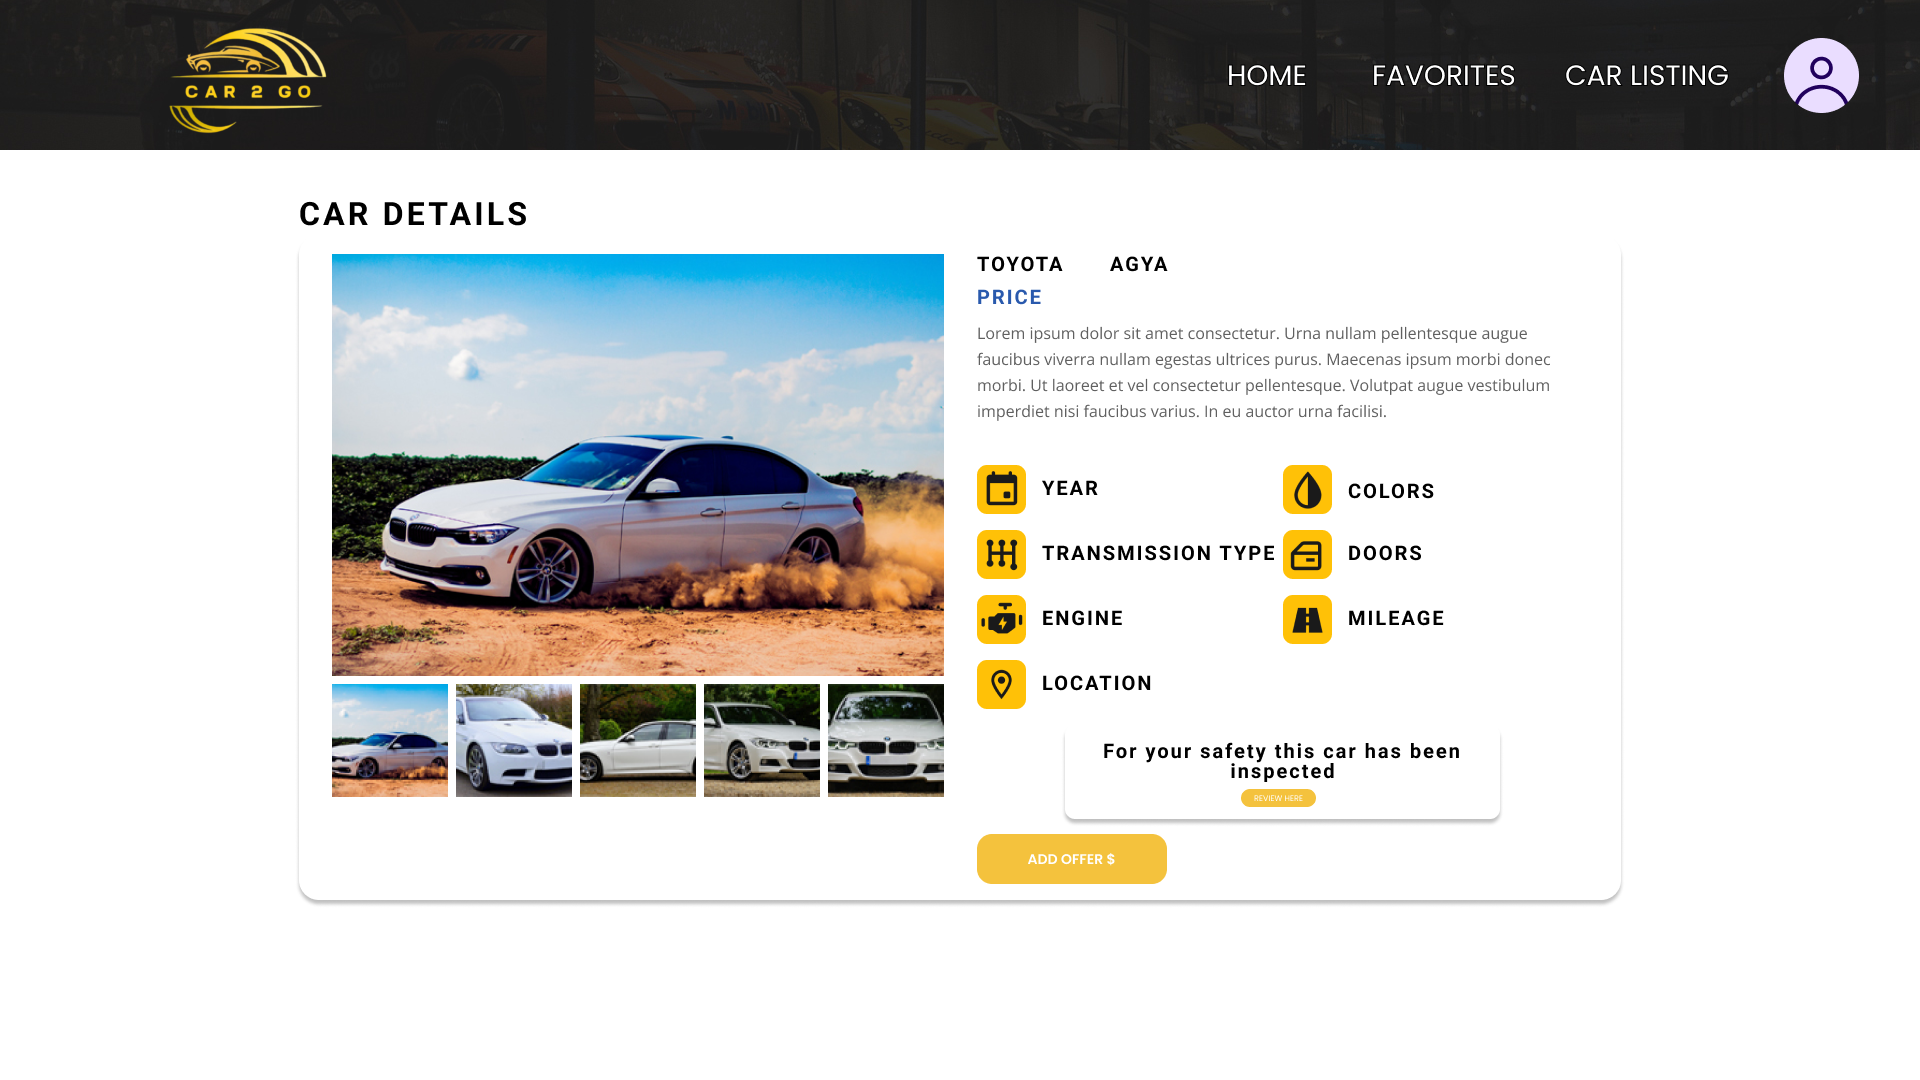 CAR 2 GO
HOME FAVORITES CAR LISTING
CAR DETAILS
TOYOTA AGYA
PRICE
Lorem ipsum dolor sit amet consectetur. Urna nullam pellentesque augue
faucibus viverra nullam egestas ultrices purus. Maecenas ipsum morbi donec
morbi. Ut laoreet et vel consectetur pellentesque. Volutpat augue vestibulum
imperdiet nisi faucibus varius. In eu auctor urna facilisi.
YEAR
COLORS
TRANSMISSION TYPE
DOORS
ENGINE
MILEAGE
LOCATION
For your safety this car has been
inspected
REVIEW HERE
ADD OFFER $